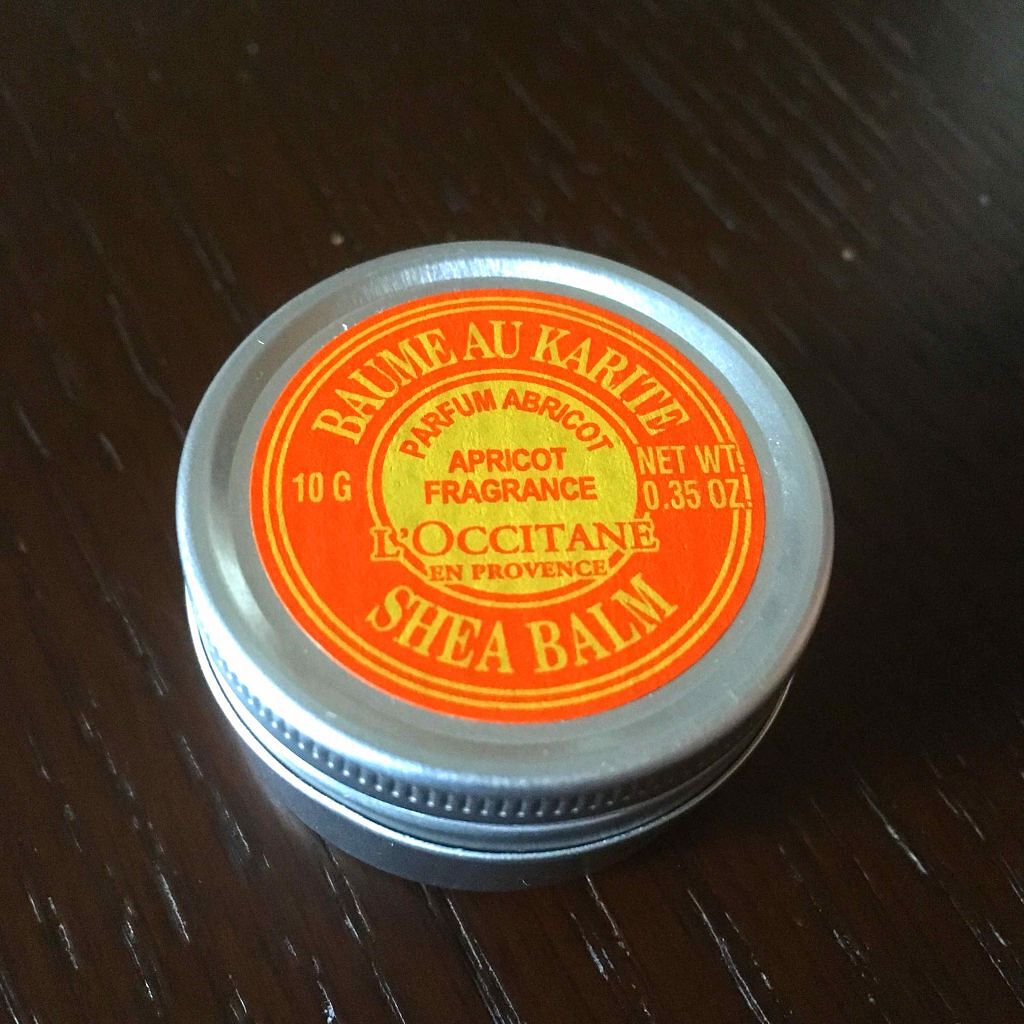 BAUME AU KARITE
PARFUM ABRICOT
APRICOT
FRAGRANCE
10 G
NET WT.
0.35 OZ.
L'OCCITANE
EN PROVENCE
SHEA BALM